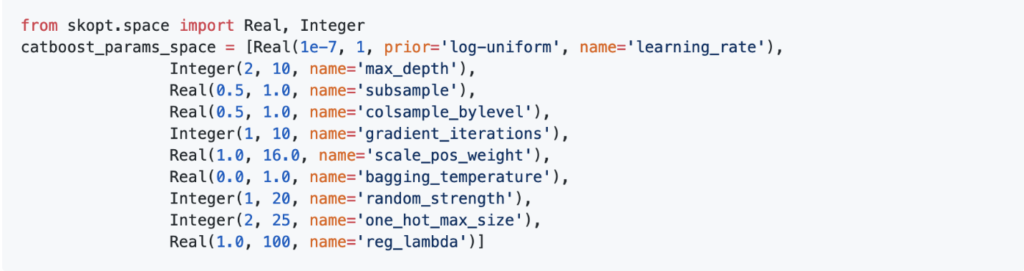 from skopt.space import Real, Integer
catboost_params_space = [Real(1e-7, 1, prior='log-uniform', name='learning_rate'),
Integer(2, 10, name='max_depth'),
Real(0.5, 1.0, name='subsample'),
Real(0.5, 1.0, name='colsample_bylevel'),
Integer(1, 10, name='gradient_iterations'),
Real(1.0, 16.0, name='scale_pos_weight'),
Real(0.0, 1.0, name='bagging_temperature'),
Integer(1, 20, name='random_strength'),
Integer(2, 25, name='one_hot_max_size'),
Real(1.0, 100, name='reg_lambda')]